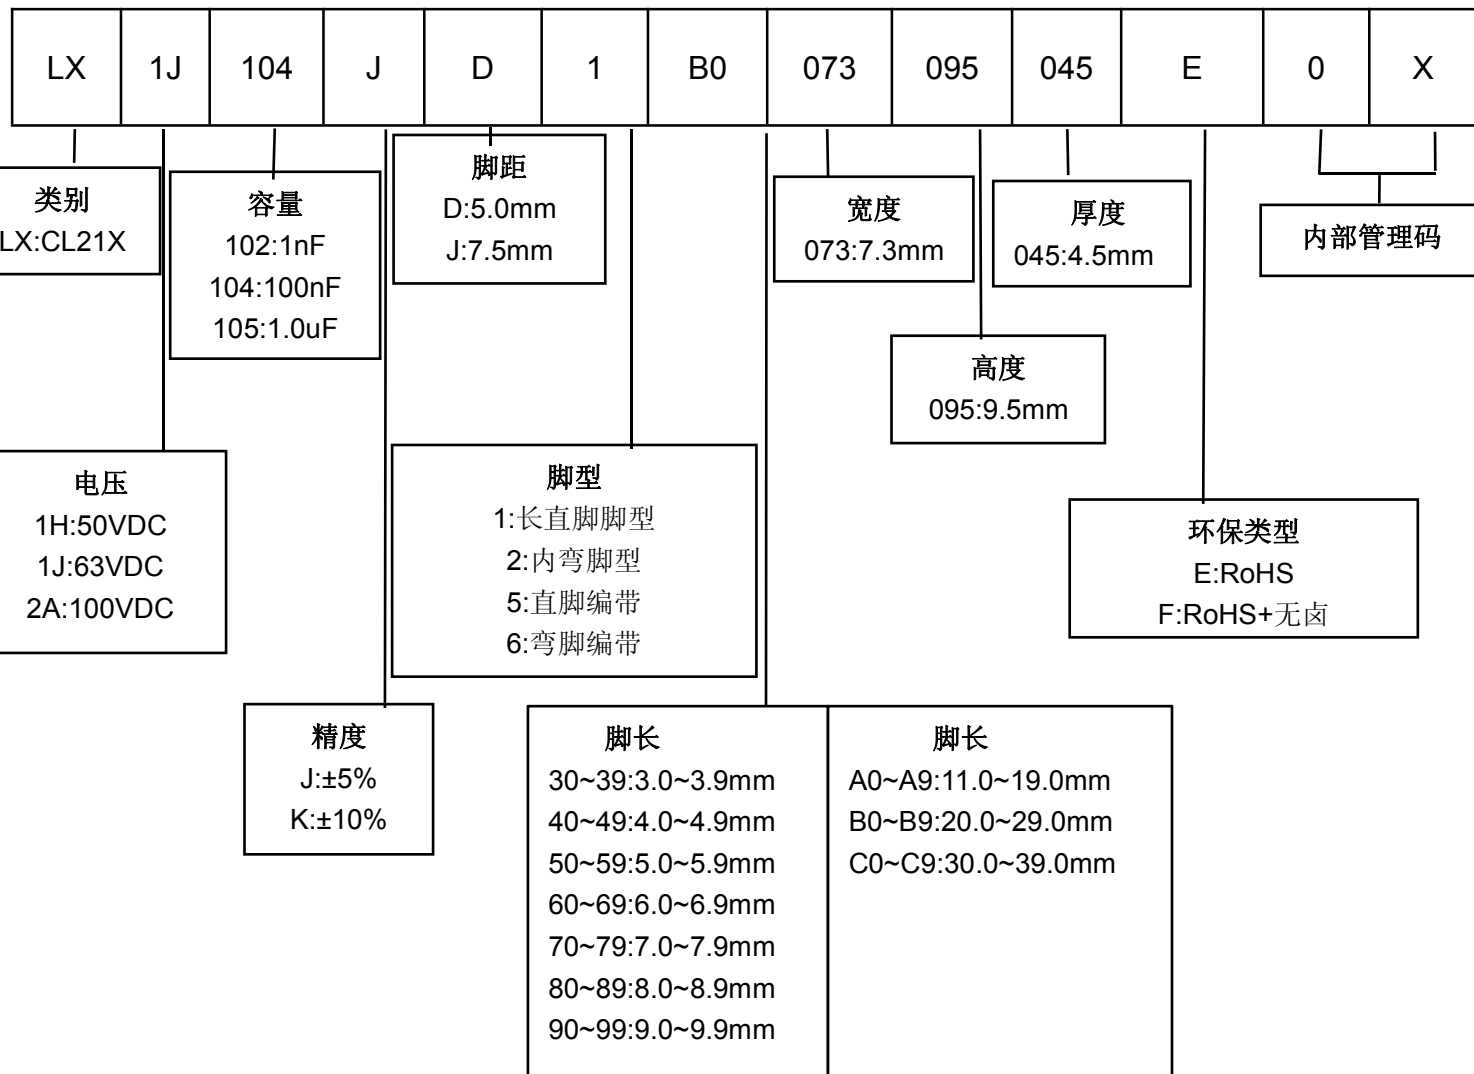 LX 1J 104 J D 1 B0 073 095 045 E 0 X
类别
LX:CL21X
容量
102:1nF
104:100nF
105:1.0uF
脚距
D:5.0mm
J:7.5mm
宽度
073:7.3mm
厚度
045:4.5mm
内部管理码
高度
095:9.5mm
电压
1H:50VDC
1J:63VDC
2A:100VDC
脚型
1:长直脚脚型
2:内弯脚型
5:直脚编带
6:弯脚编带
环保类型
E:RoHS
F:RoHS+无卤
精度
J:±5%
K:±10%
脚长
30~39:3.0~3.9mm
40~49:4.0~4.9mm
50~59:5.0~5.9mm
60~69:6.0~6.9mm
70~79:7.0~7.9mm
80~89:8.0~8.9mm
90~99:9.0~9.9mm
脚长
A0~A9:11.0~19.0mm
B0~B9:20.0~29.0mm
C0~C9:30.0~39.0mm